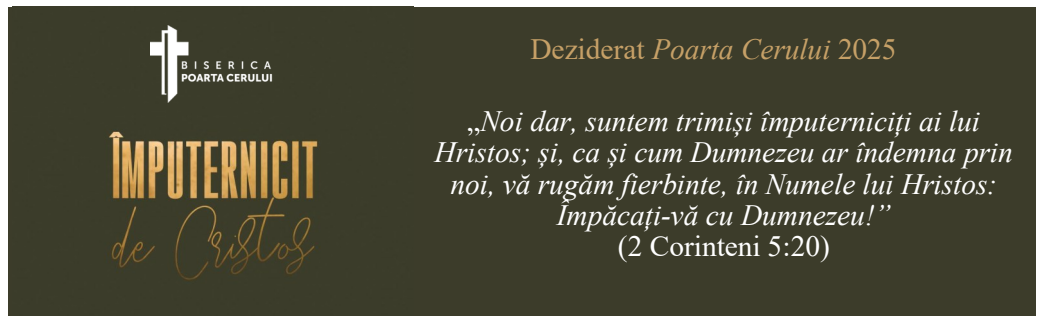 BISERICA
POARTA CERULUI
ÎMPUTERNICIT
de Cristos
Deziderat Poarta Cerului 2025
„Noi dar, suntem trimiși împuterniciți ai lui
Hristos; și, ca și cum Dumnezeu ar îndemna prin
noi, vă rugăm fierbinte, în Numele lui Hristos:
Împăcați-vă cu Dumnezeu!”
(2 Corinteni 5:20)